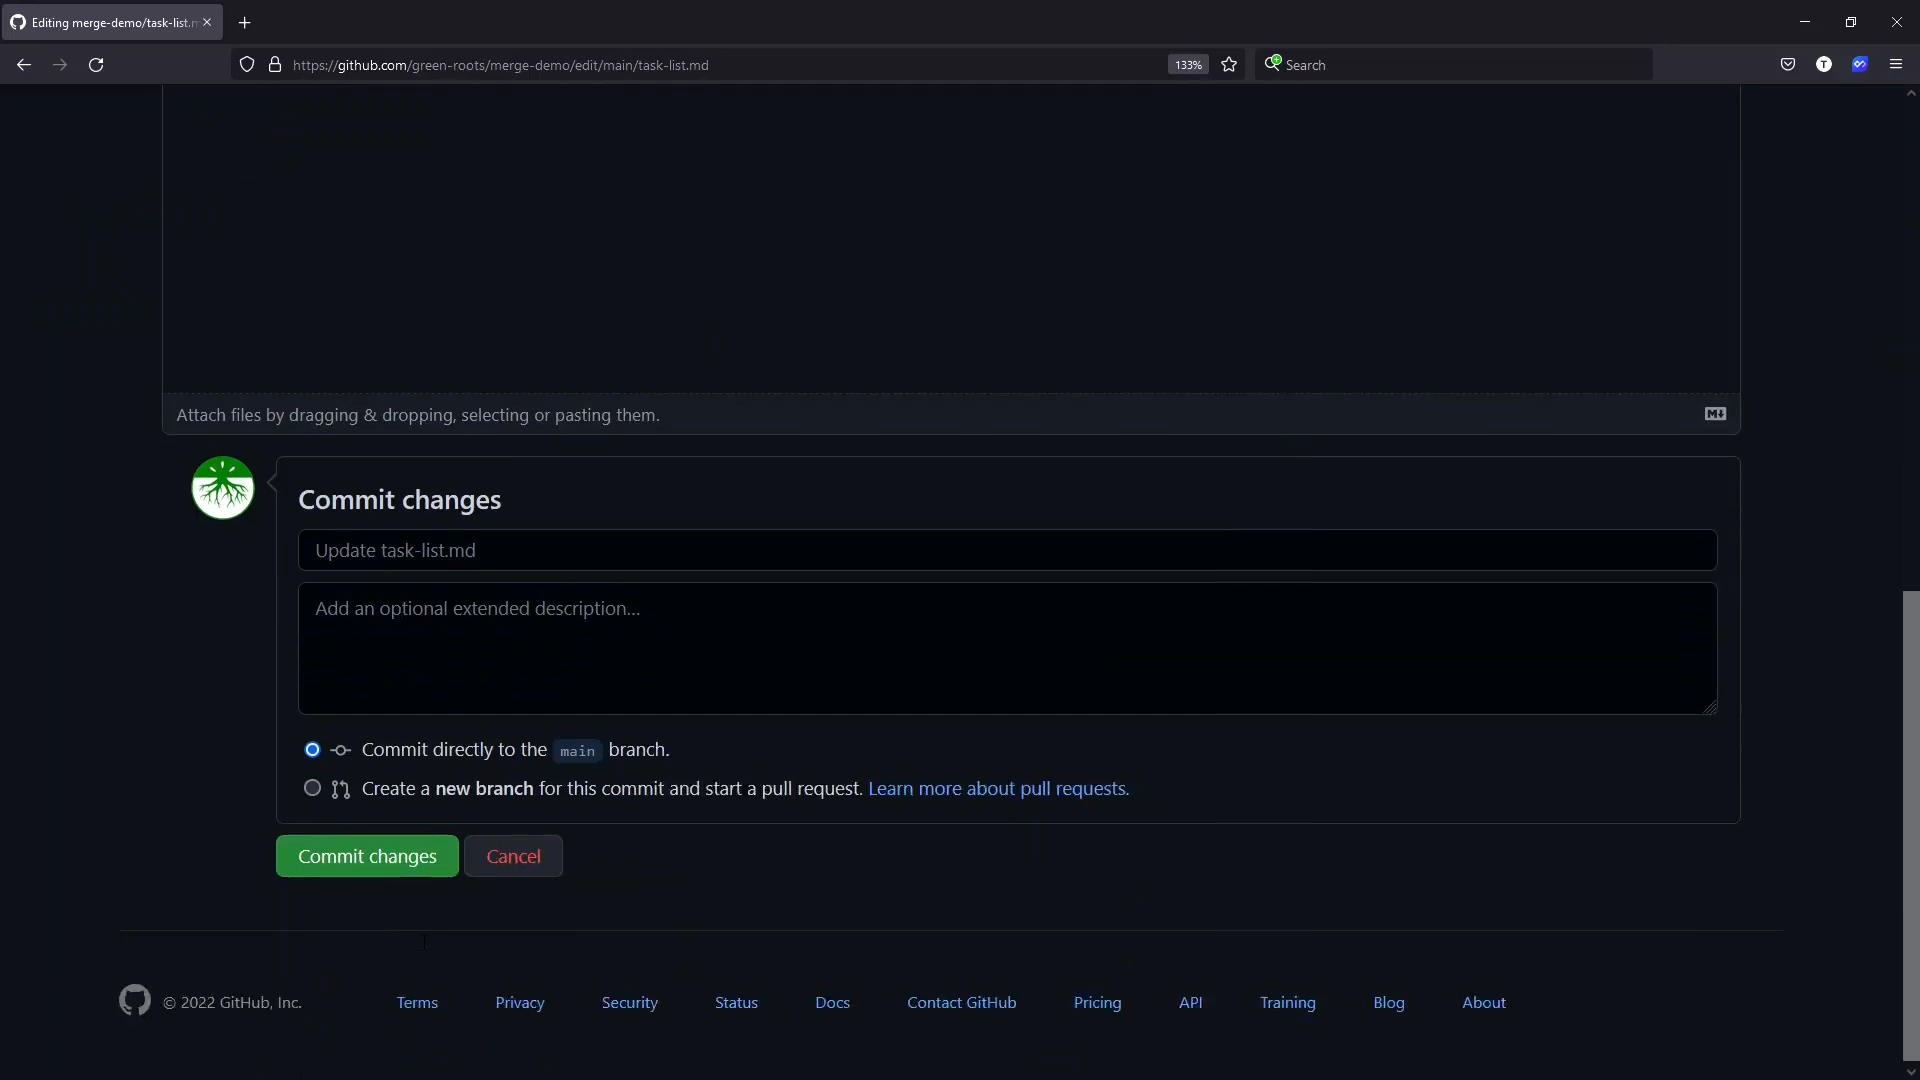 Editing merge-demo/task-list.m
https://github.com/green-roots/merge-demo/edit/main/task-list.md
133%
Search
T
Attach files by dragging & dropping, selecting or pasting them.
M
Commit changes
Update task-list.md
Add an optional extended description...
Commit directly to the main branch.
Create a new branch for this commit and start a pull request. Learn more about pull requests.
Commit changes
Cancel
© 2022 GitHub, Inc.
Terms
Privacy
Security
Status
Docs
Contact GitHub
Pricing
API
Training
Blog
About